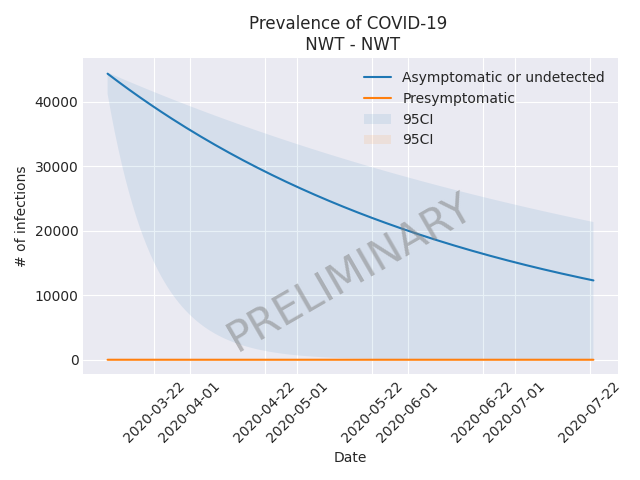 Prevalence of COVID-19
NWT - NWT
Asymptomatic or undetected
Presymptomatic
95CI
95CI
# of infections
40000
30000
20000
10000
0
PRELIMINARY
2020-03-22
2020-04-01
2020-04-22
2020-05-01
2020-05-22
2020-06-01
2020-06-22
2020-07-01
2020-07-22
Date